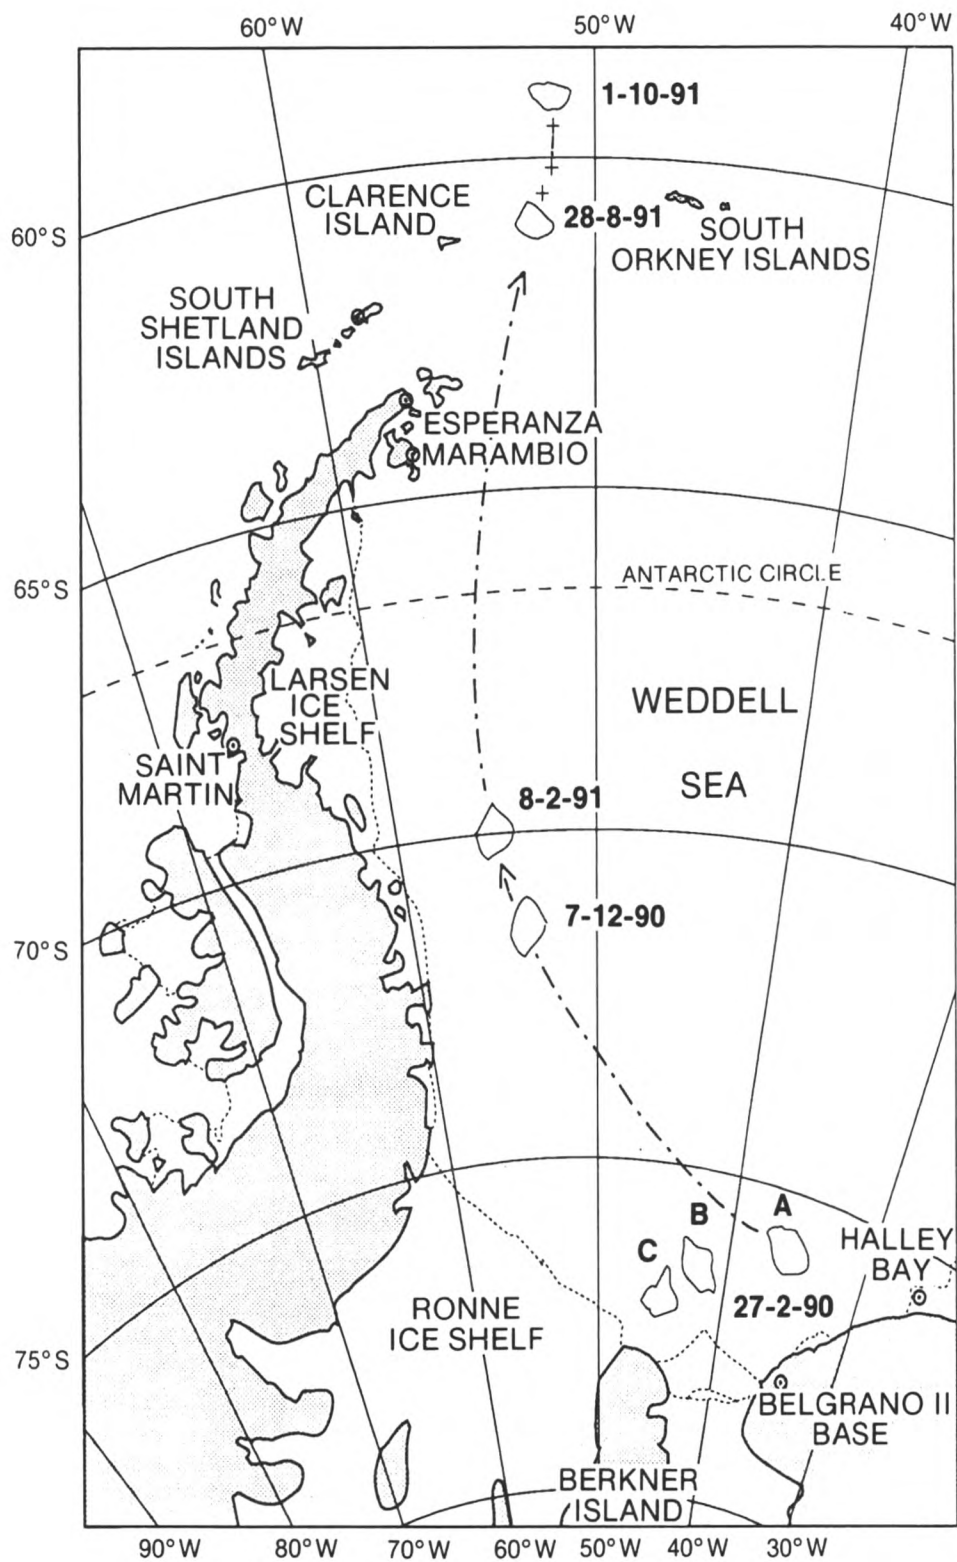 60°W
50°W
40°W
1-10-91
CLARENCE
ISLAND
28-8-91
60°S
SOUTH
ORKNEY ISLANDS
SOUTH
SHETLAND
ISLANDS
ESPERANZA
MARAMBIO
ANTARCTIC CIRCLE
65°S
LARSEN
ICE
SHELF
WEDDELL
SEA
SAINT
MARTIN
8-2-91
7-12-90
70°S
A
B
C
HALLEY
BAY
27-2-90
RONNE
ICE SHELF
75°S
BELGRANO II
BASE
BERKNER
ISLAND
90°W
80°W
70°W
60°W
50°W
40°W
30°W